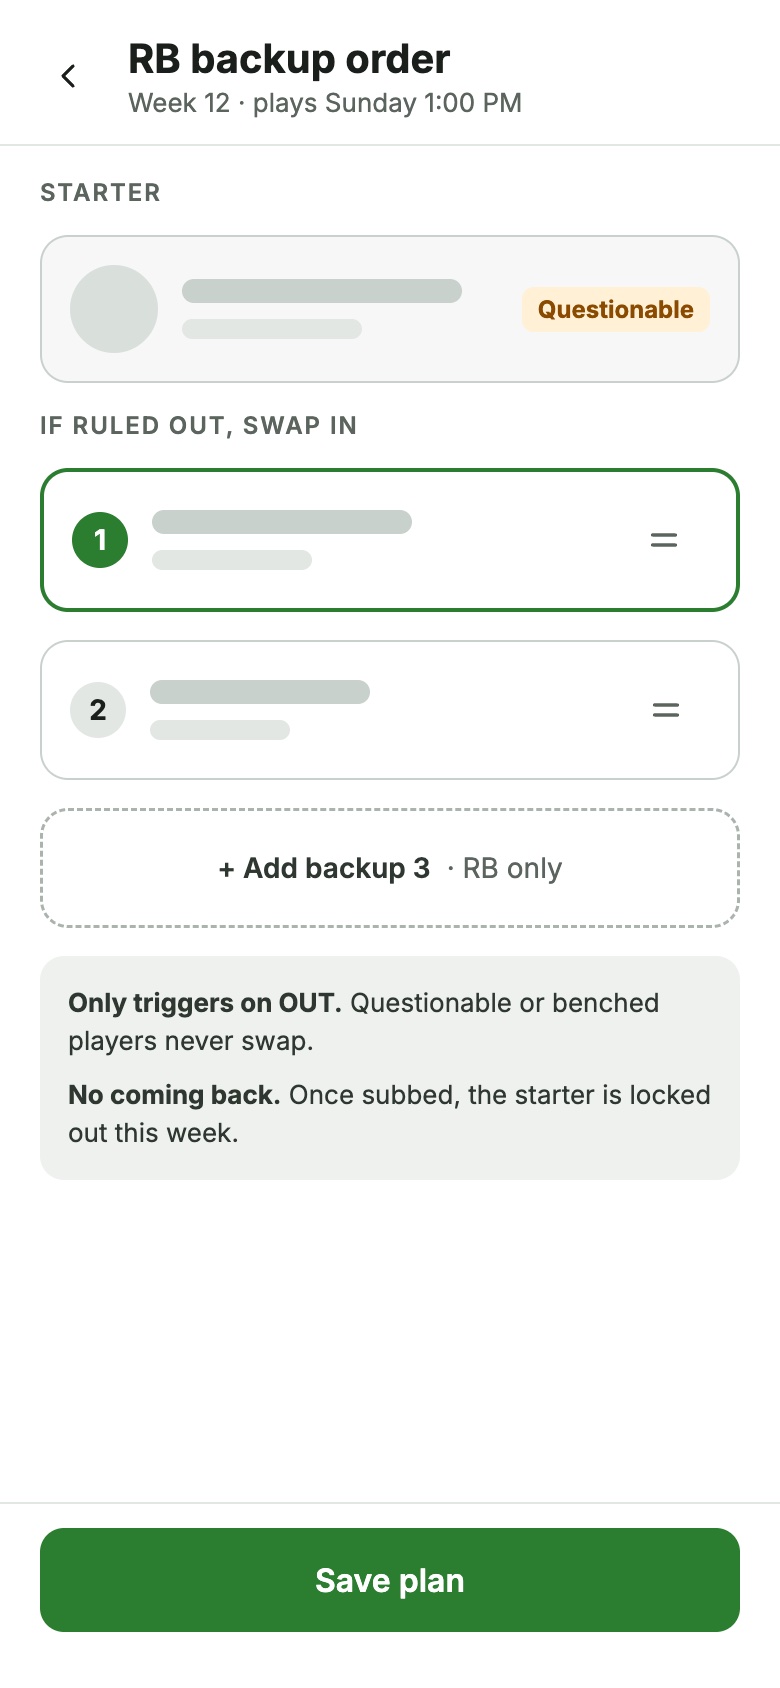 RB backup order
Week 12 · plays Sunday 1:00 PM
STARTER
Questionable
IF RULED OUT, SWAP IN
1
2
+ Add backup 3 · RB only
Only triggers on OUT. Questionable or benched
players never swap.
No coming back. Once subbed, the starter is locked
out this week.
Save plan